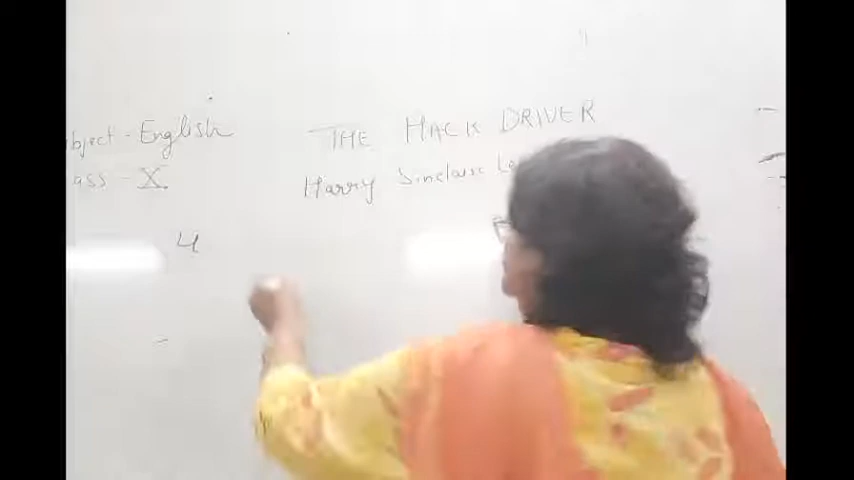 bject - English
ass - X
THE HACK DRIVER
Harry Sinclair Le
4